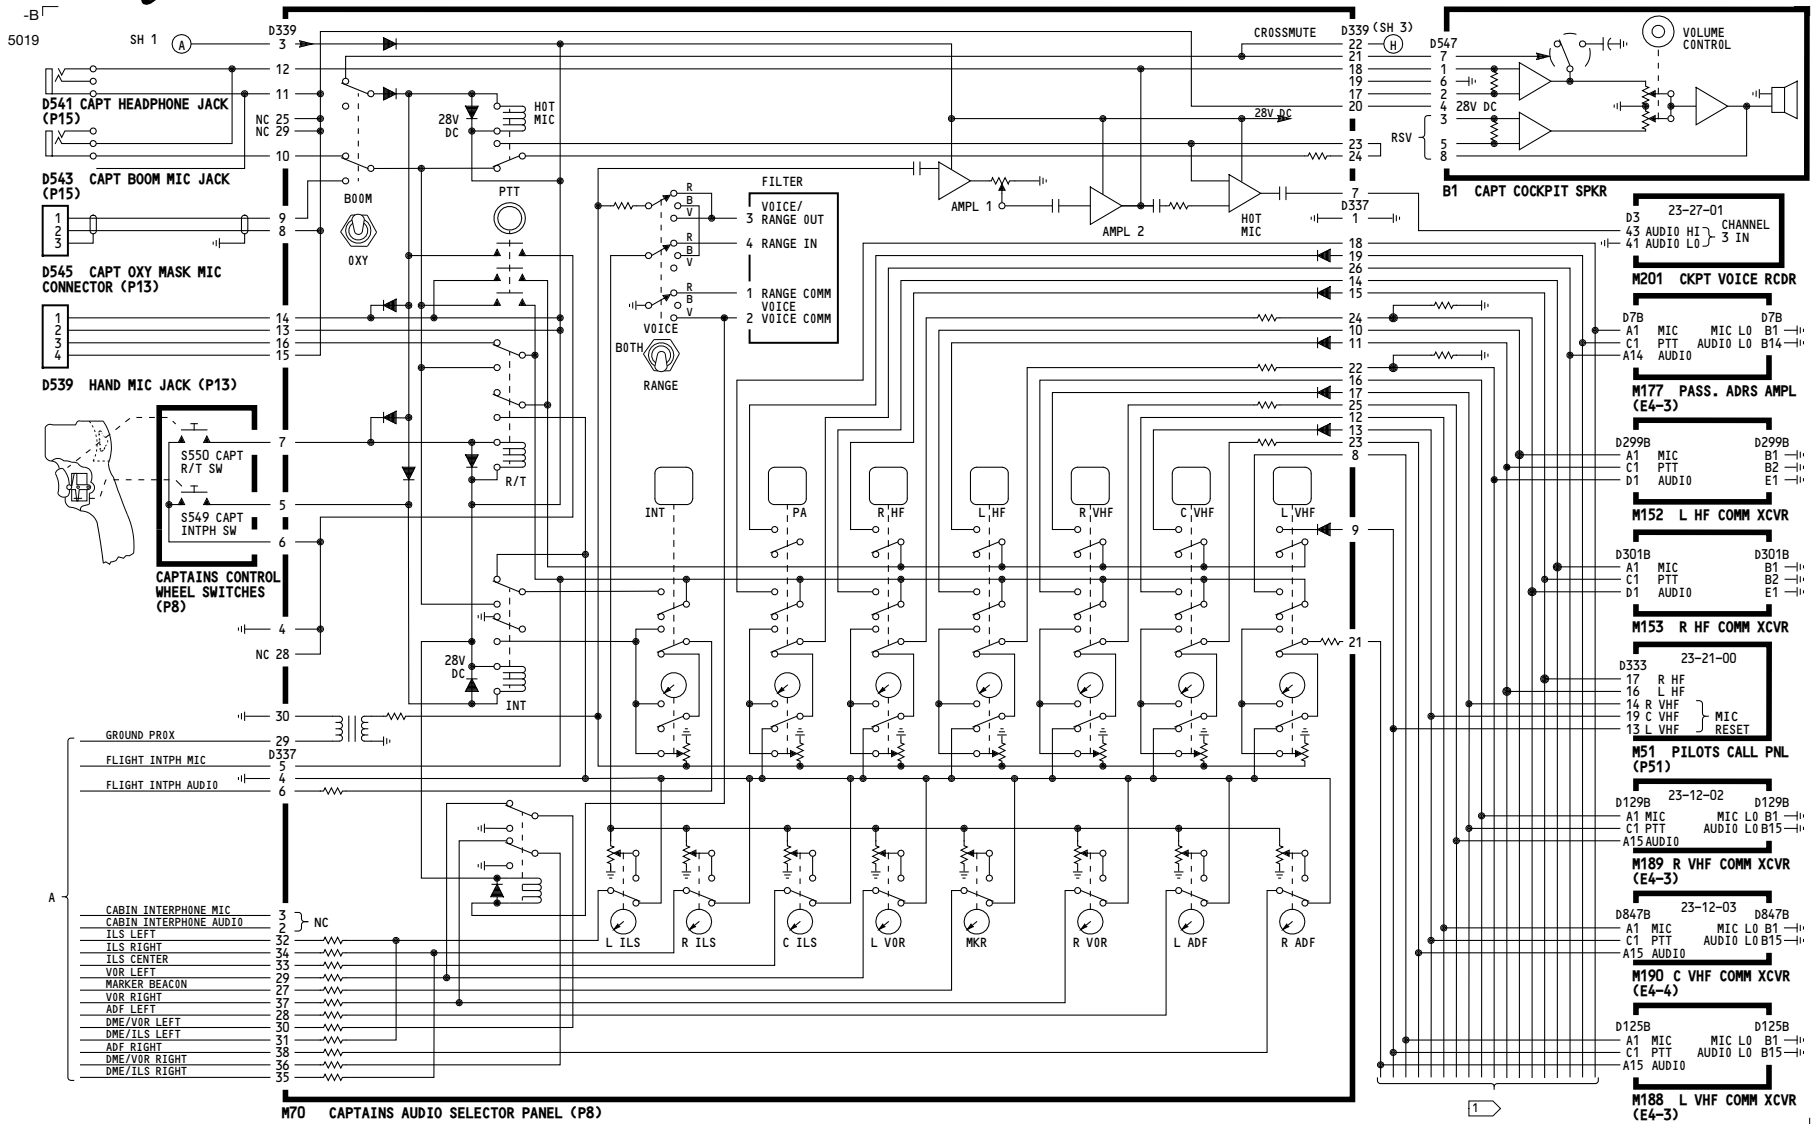 -B
5019
SH 1 A
D339
3
12
11
NC 25
NC 29
10
9
8
14
13
16
15
7
5
6
4
NC 28
30
29
D337
5
4
6
3
2 } NC
32
34
33
29
27
37
28
30
31
38
36
35
D541 CAPT HEADPHONE JACK
(P15)
D543 CAPT BOOM MIC JACK
(P15)
1
2
3
D545 CAPT OXY MASK MIC
CONNECTOR (P13)
1
2
3
4
D539 HAND MIC JACK (P13)
S550 CAPT
R/T SW
S549 CAPT
INTPH SW
CAPTAINS CONTROL
WHEEL SWITCHES
(P8)
A
GROUND PROX
FLIGHT INTPH MIC
FLIGHT INTPH AUDIO
CABIN INTERPHONE MIC
CABIN INTERPHONE AUDIO
ILS LEFT
ILS RIGHT
ILS CENTER
VOR LEFT
MARKER BEACON
VOR RIGHT
ADF LEFT
DME/VOR LEFT
DME/ILS LEFT
ADF RIGHT
DME/VOR RIGHT
DME/ILS RIGHT
BOOM
OXY
28V
DC
HOT
MIC
PTT
R/T
28V
DC
INT
R
B
V
R
B
V
R
B
V
VOICE
BOTH
RANGE
FILTER
VOICE/
3 RANGE OUT
4 RANGE IN
1 RANGE COMM
VOICE
2 VOICE COMM
AMPL 1
AMPL 2
HOT
MIC
28V DC
CROSSMUTE
INT
PA
R HF
L HF
R VHF
C VHF
L VHF
L ILS
R ILS
C ILS
L VOR
MKR
R VOR
L ADF
R ADF
M70 CAPTAINS AUDIO SELECTOR PANEL (P8)
D339 (SH 3)
22 H
21
18
19
17
20
23
24
7
D337
1
18
19
26
14
15
24
10
11
22
16
17
25
12
13
23
8
9
21
D547
7
1
6
2
4 28V DC
3
RSV
5
8
VOLUME
CONTROL
B1 CAPT COCKPIT SPKR
23-27-01
D3
43 AUDIO HI
41 AUDIO LO
CHANNEL
3 IN
M201 CKPT VOICE RCDR
D7B D7B
A1 MIC MIC LO B1
C1 PTT AUDIO LO B14
A14 AUDIO
M177 PASS. ADRS AMPL
(E4-3)
D299B D299B
A1 MIC B1
C1 PTT B2
D1 AUDIO E1
M152 L HF COMM XCVR
D301B D301B
A1 MIC B1
C1 PTT B2
D1 AUDIO E1
M153 R HF COMM XCVR
23-21-00
D333
17 R HF
16 L HF
14 R VHF
19 C VHF
13 L VHF
MIC
RESET
M51 PILOTS CALL PNL
(P51)
23-12-02
D129B D129B
A1 MIC MIC LO B1
C1 PTT AUDIO LO B15
A15 AUDIO
M189 R VHF COMM XCVR
(E4-3)
23-12-03
D847B D847B
A1 MIC MIC LO B1
C1 PTT AUDIO LO B15
A15 AUDIO
M190 C VHF COMM XCVR
(E4-4)
D125B D125B
A1 MIC MIC LO B1
C1 PTT AUDIO LO B15
A15 AUDIO
M188 L VHF COMM XCVR
(E4-3)
1